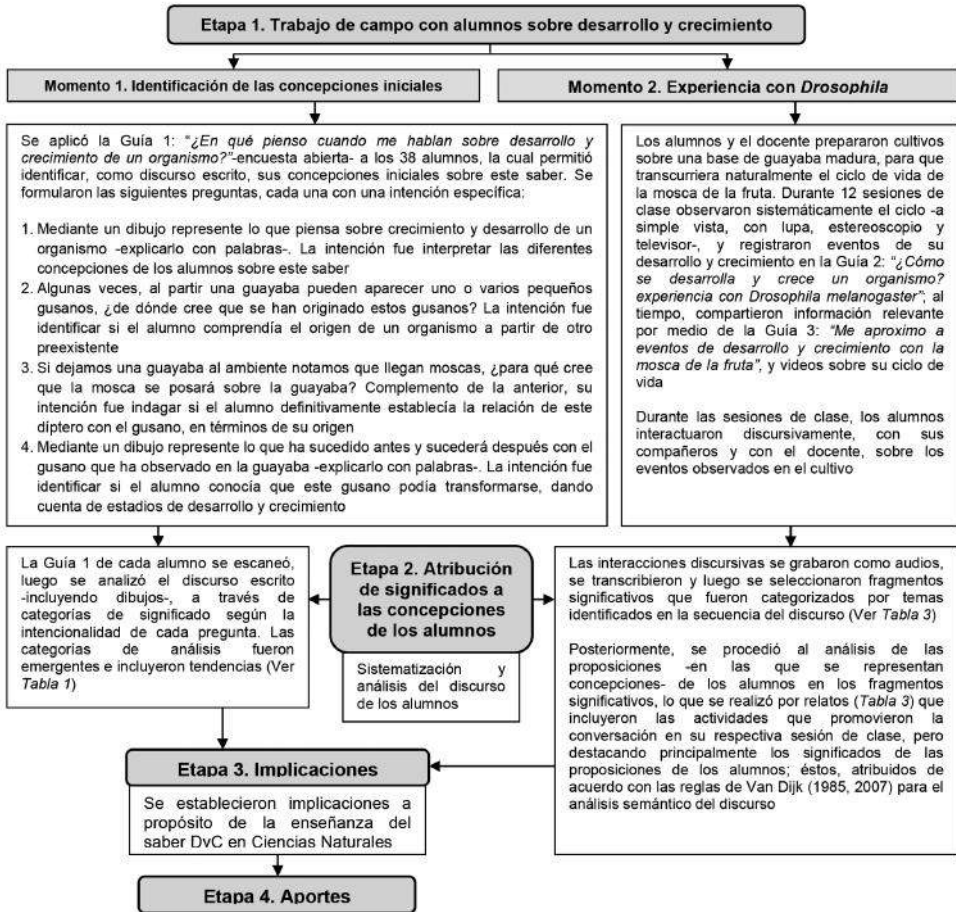 Etapa 1. Trabajo de campo con alumnos sobre desarrollo y crecimiento
Momento 1. Identificación de las concepciones iniciales
Se aplicó la Guía 1: "¿En qué pienso cuando me hablan sobre desarrollo y
crecimiento de un organismo?"-encuesta abierta- a los 38 alumnos, la cual permitió
identificar, como discurso escrito, sus concepciones iniciales sobre este saber. Se
formularon las siguientes preguntas, cada una con una intención específica:
1. Mediante un dibujo represente lo que piensa sobre crecimiento y desarrollo de un
organismo -explicarlo con palabras-. La intención fue interpretar las diferentes
concepciones de los alumnos sobre este saber
2. Algunas veces, al partir una guayaba pueden aparecer uno o varios pequeños
gusanos, ¿de dónde cree que se han originado estos gusanos? La intención fue
identificar si el alumno comprendía el origen de un organismo a partir de otro
preexistente
3. Si dejamos una guayaba al ambiente notamos que llegan moscas, ¿para qué cree
que la mosca se posará sobre la guayaba? Complemento de la anterior, su
intención fue indagar si el alumno definitivamente establecía la relación de este
díptero con el gusano, en términos de su origen
4. Mediante un dibujo represente lo que ha sucedido antes y sucederá después con el
gusano que ha observado en la guayaba -explicarlo con palabras-. La intención fue
identificar si el alumno conocía que este gusano podía transformarse, dando
cuenta de estadios de desarrollo y crecimiento
Momento 2. Experiencia con Drosophila
Los alumnos y el docente prepararon cultivos
sobre una base de guayaba madura, para que
transcurriera naturalmente el ciclo de vida de
la mosca de la fruta. Durante 12 sesiones de
clase observaron sistemáticamente el ciclo -a
simple vista, con lupa, estereoscopio y
televisor-, y registraron eventos de su
desarrollo y crecimiento en la Guía 2: "¿Cómo
se desarrolla y crece un organismo?
experiencia con Drosophila melanogaster"; al
tiempo, compartieron información relevante
por medio de la Guía 3: "Me aproximo a
eventos de desarrollo y crecimiento con la
mosca de la fruta", y videos sobre su ciclo de
vida
Durante las sesiones de clase, los alumnos
interactuaron discursivamente, con sus
compañeros y con el docente, sobre los
eventos observados en el cultivo
La Guía 1 de cada alumno se escaneó,
luego se analizó el discurso escrito
-incluyendo dibujos-, a través de
categorías de significado según la
intencionalidad de cada pregunta. Las
categorías de análisis fueron
emergentes e incluyeron tendencias (Ver
Tabla 1)
Etapa 2. Atribución
de significados a
las concepciones
de los alumnos
Sistematización y
análisis del discurso
de los alumnos
Las interacciones discursivas se grabaron como audios,
se transcribieron y luego se seleccionaron fragmentos
significativos que fueron categorizados por temas
identificados en la secuencia del discurso (Ver Tabla 3)
Posteriormente, se procedió al análisis de las
proposiciones -en las que se representan
concepciones- de los alumnos en los fragmentos
significativos, lo que se realizó por relatos (Tabla 3) que
incluyeron las actividades que promovieron la
conversación en su respectiva sesión de clase, pero
destacando principalmente los significados de las
proposiciones de los alumnos; éstos, atribuidos de
acuerdo con las reglas de Van Dijk (1985, 2007) para el
análisis semántico del discurso
Etapa 3. Implicaciones
Se establecieron implicaciones a
propósito de la enseñanza del
saber DvC en Ciencias Naturales
Etapa 4. Aportes